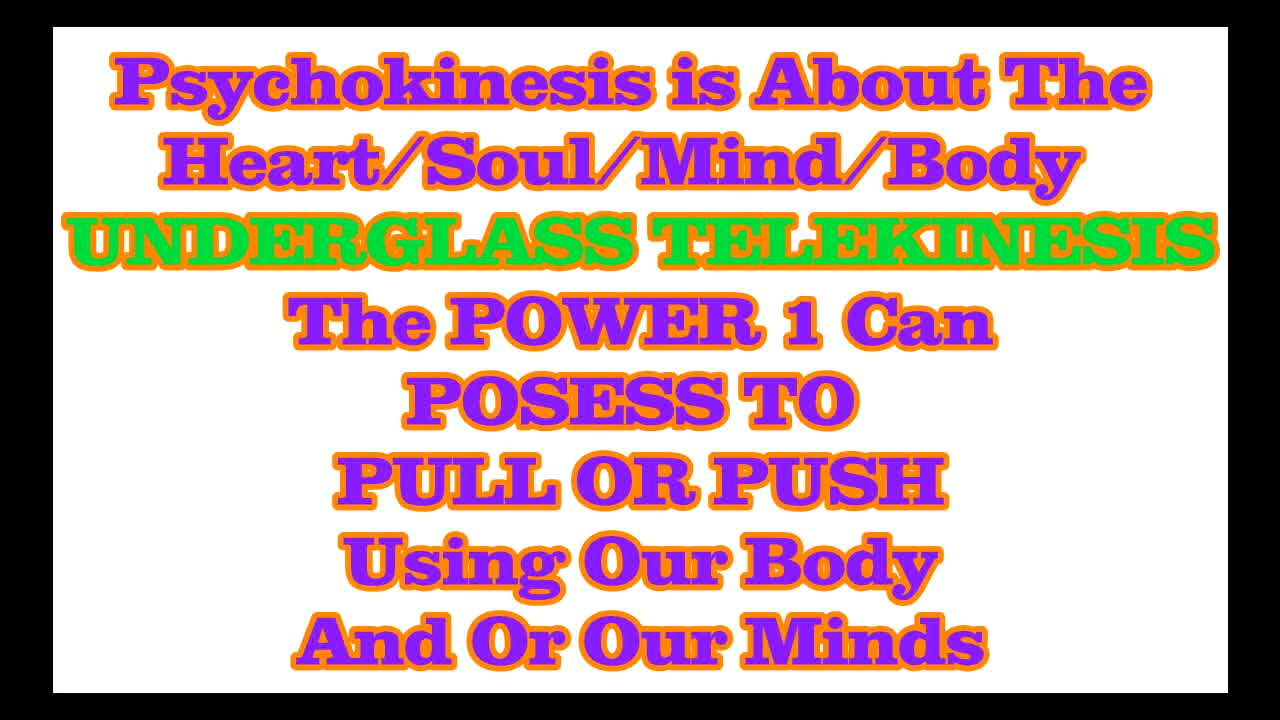 Psychokinesis is About The
Heart/Soul/Mind/Body
UNDERGLASS TELEKINESIS
The POWER 1 Can
POSESS TO
PULL OR PUSH
Using Our Body
And Or Our Minds